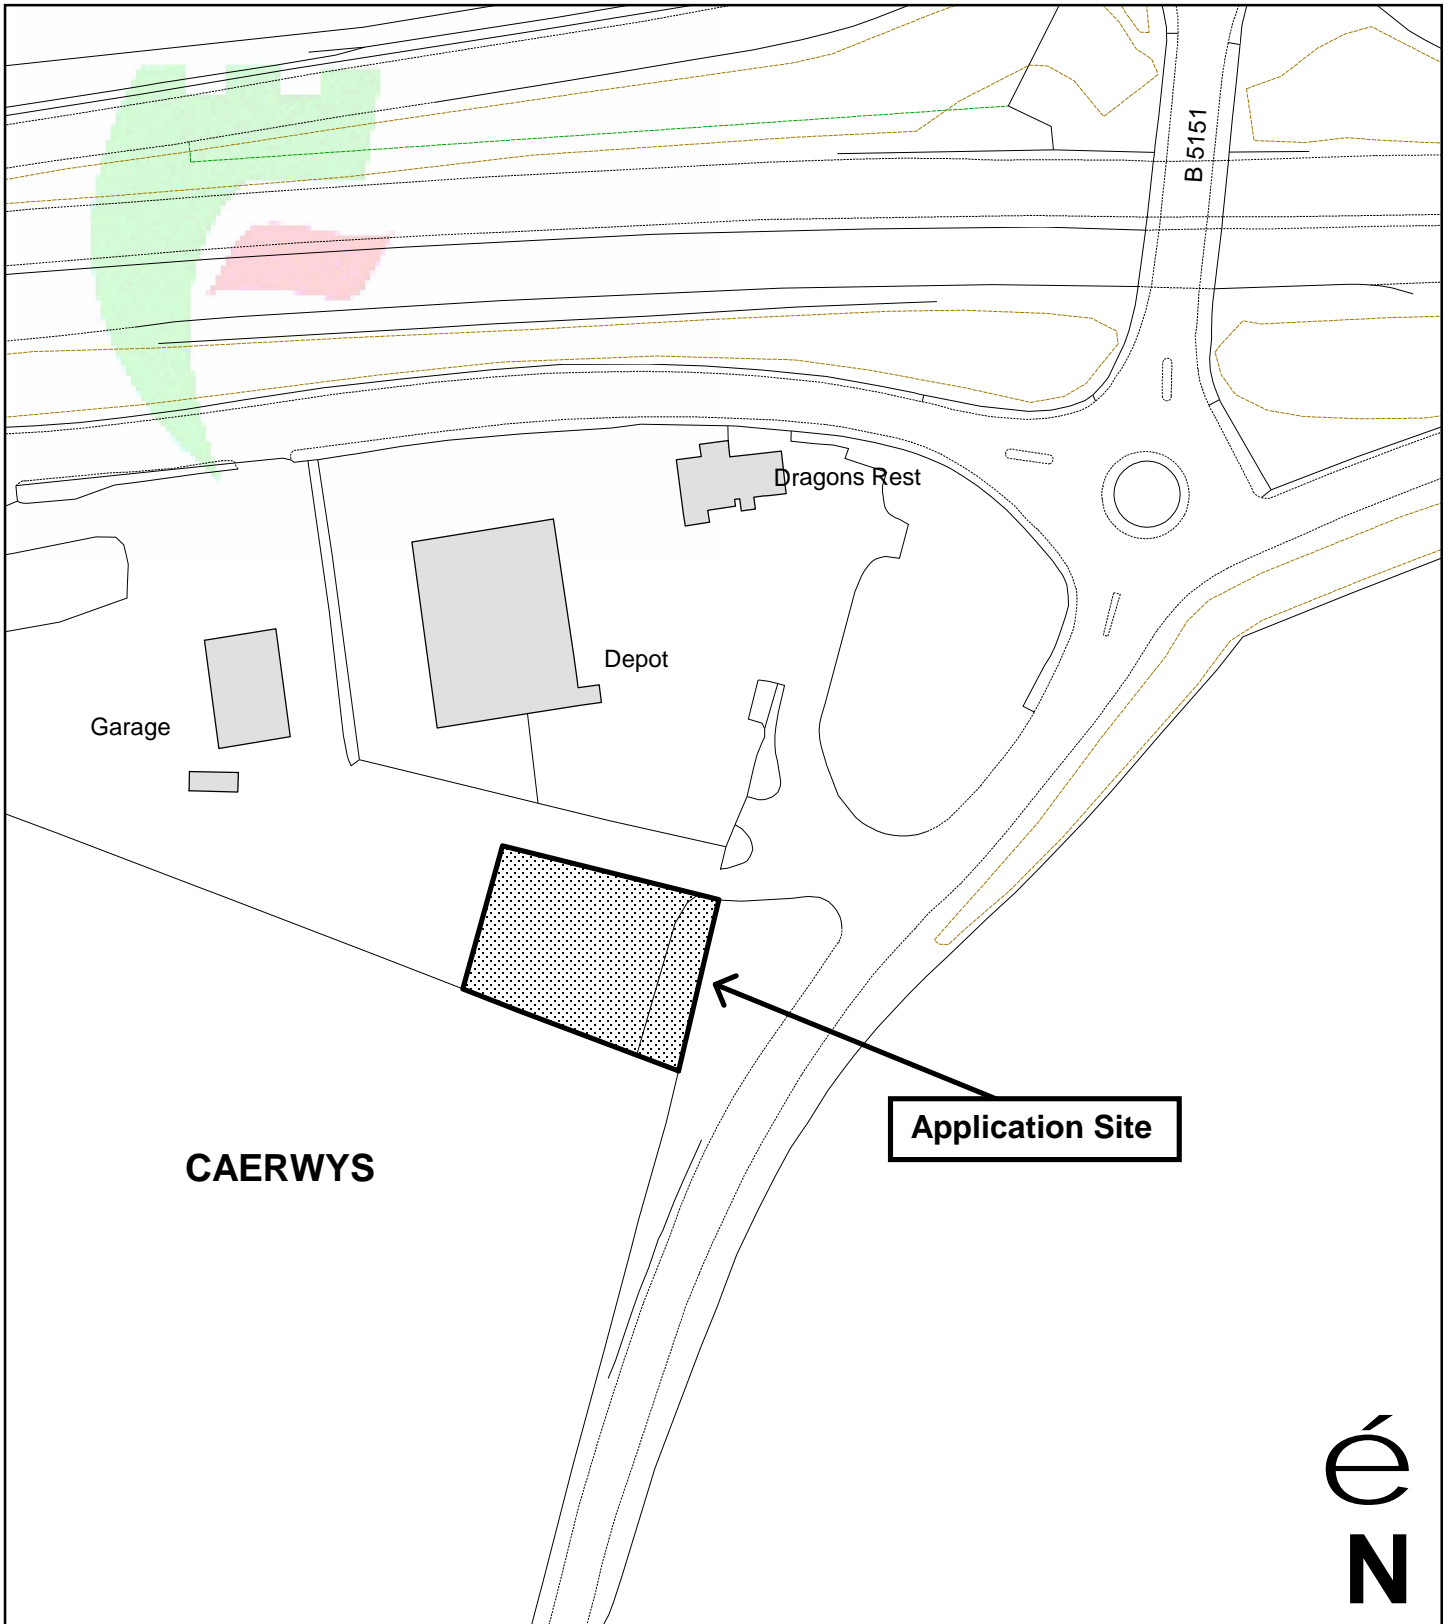 B 5151
Dragons Rest
Depot
Garage
Application Site
CAERWYS
é
N